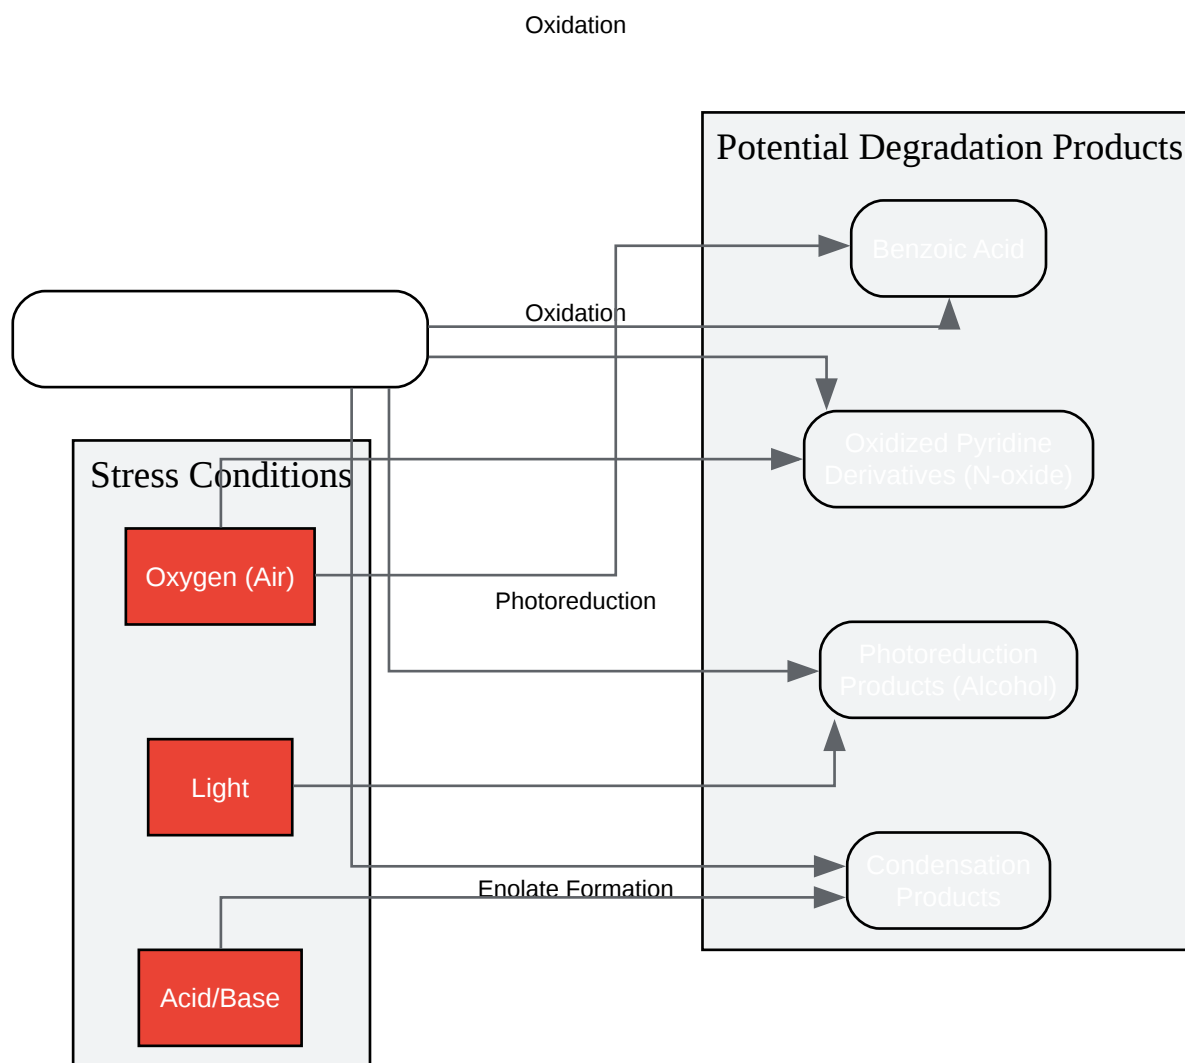 Oxidation
Potential Degradation Products
Benzoic Acid
Oxidation
Oxidized Pyridine
Derivatives (N-oxide)
Stress Conditions
Oxygen (Air)
Photoreduction
Photoreduction
Products (Alcohol)
Light
Condensation
Products
Enolate Formation
Acid/Base